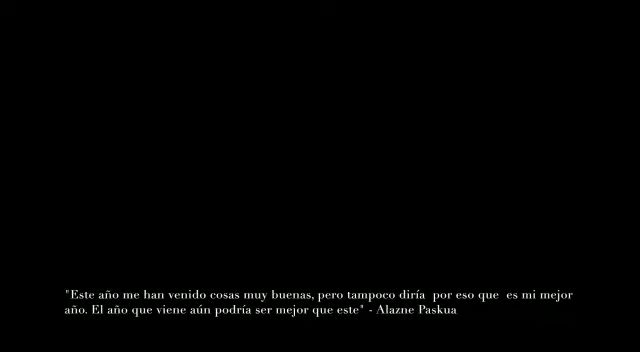 "Este año me han venido cosas muy buenas, pero tampoco diría  por eso que  es mi mejor
año. El año que viene aún podría ser mejor que este" - Alazne Paskua